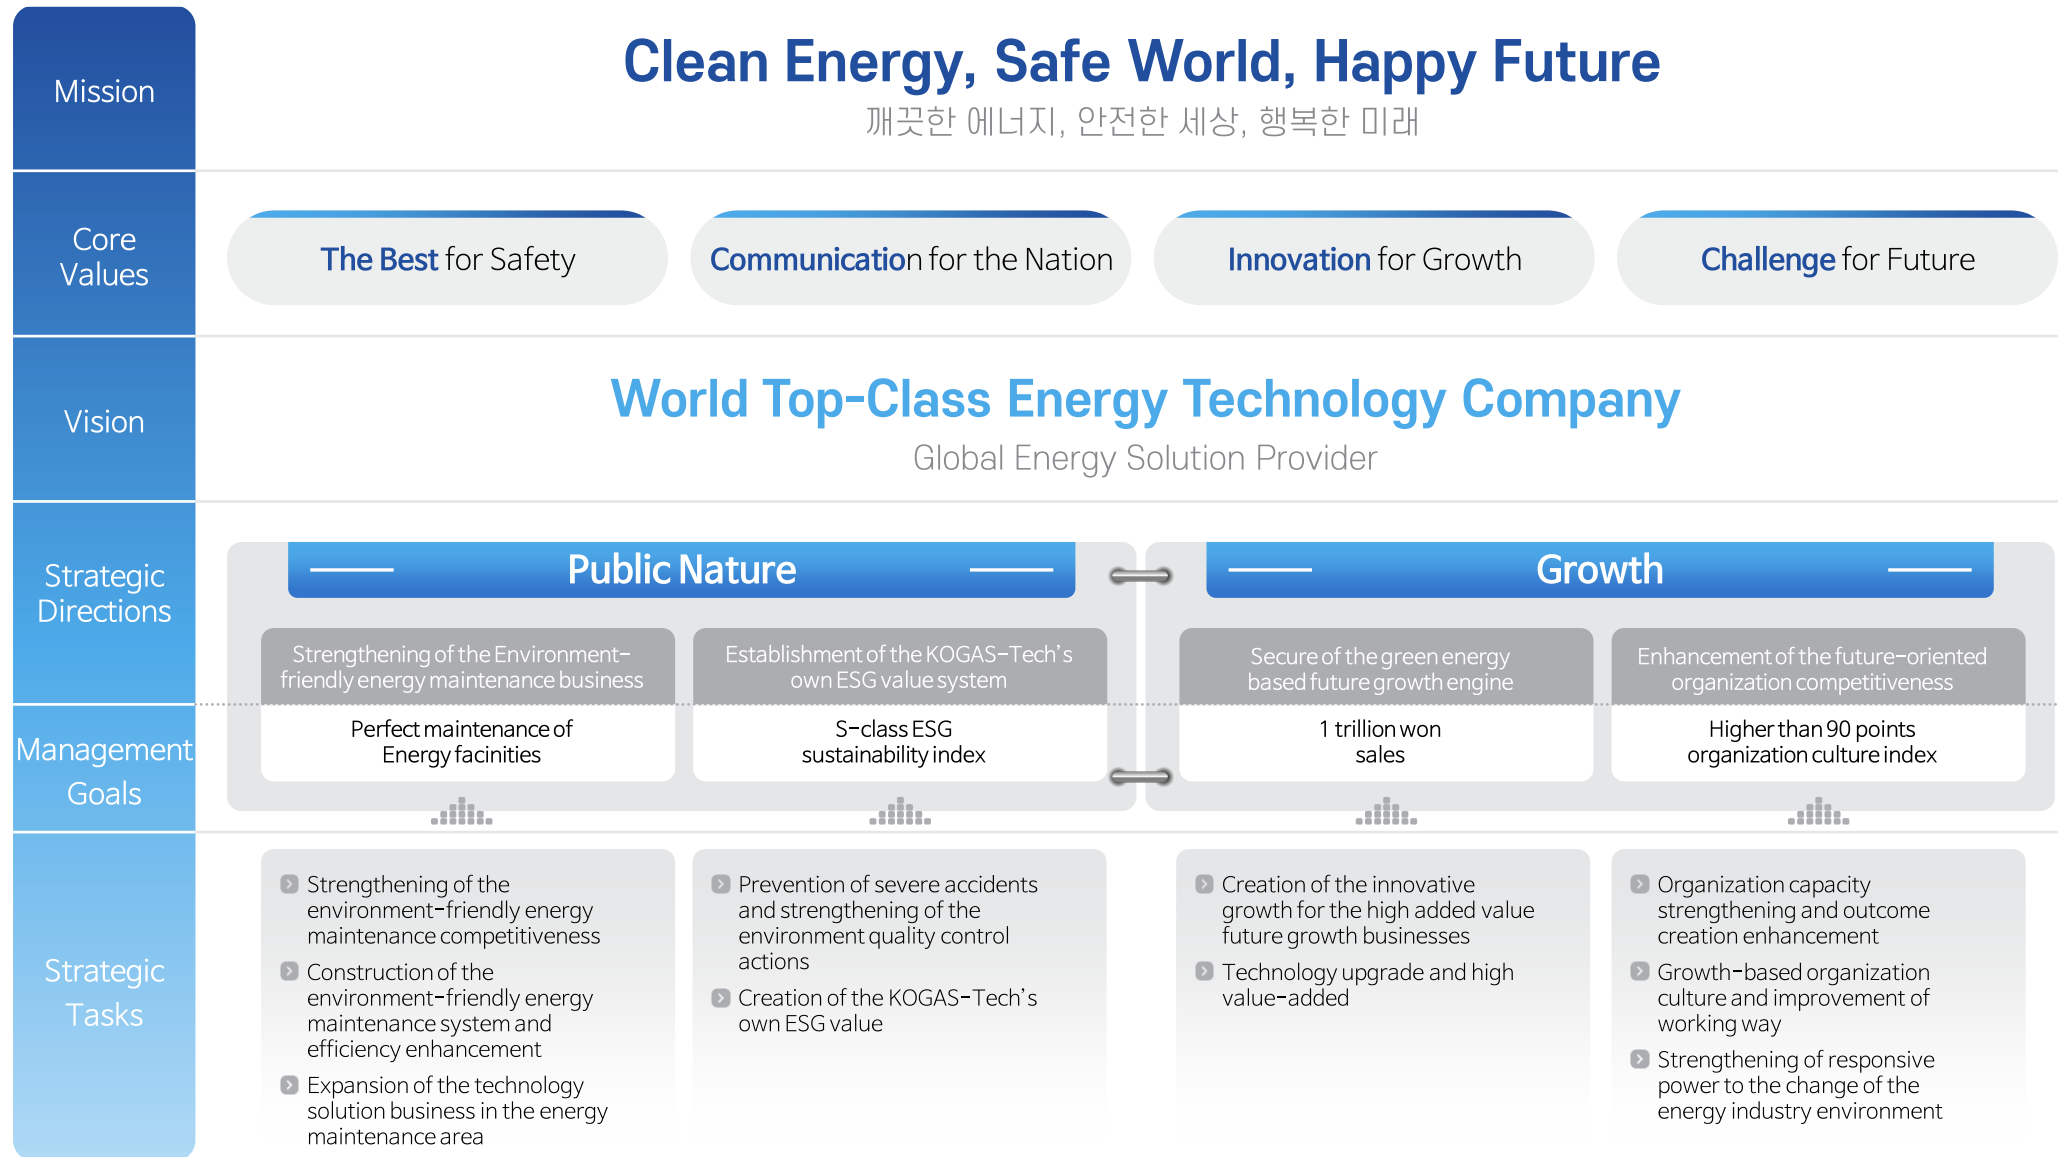 Mission
Clean Energy, Safe World, Happy Future
깨끗한 에너지, 안전한 세상, 행복한 미래
Core
Values
The Best for Safety
Communication for the Nation
Innovation for Growth
Challenge for Future
Vision
World Top-Class Energy Technology Company
Global Energy Solution Provider
Strategic
Directions
Public Nature
Growth
Strengthening of the Environment-
friendly energy maintenance business
Establishment of the KOGAS-Tech's
own ESG value system
Secure of the green energy
based future growth engine
Enhancement of the future-oriented
organization competitiveness
Management
Goals
Perfect maintenance of
Energy facinities
S-class ESG
sustainability index
1 trillion won
sales
Higher than 90 points
organization culture index
Strategic
Tasks
Strengthening of the
environment-friendly energy
maintenance competitiveness
Construction of the
environment-friendly energy
maintenance system and
efficiency enhancement
Expansion of the technology
solution business in the energy
maintenance area
Prevention of severe accidents
and strengthening of the
environment quality control
actions
Creation of the KOGAS-Tech's
own ESG value
Creation of the innovative
growth for the high added value
future growth businesses
Technology upgrade and high
value-added
Organization capacity
strengthening and outcome
creation enhancement
Growth-based organization
culture and improvement of
working way
Strengthening of responsive
power to the change of the
energy industry environment